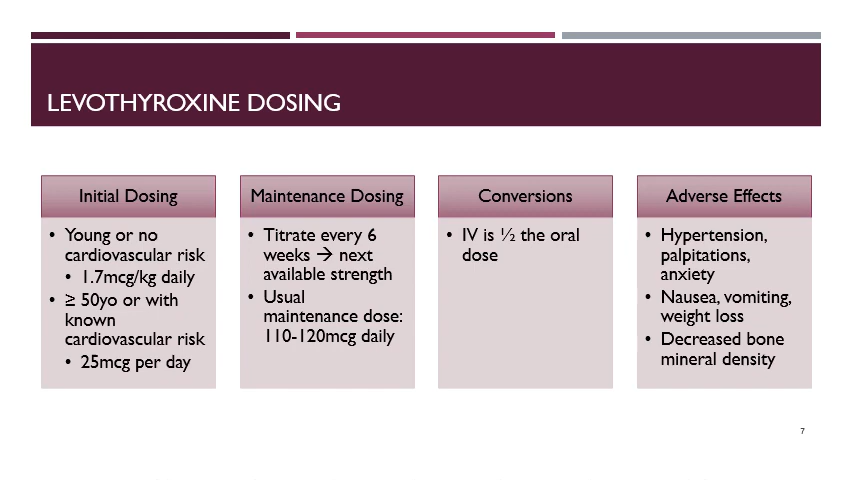 LEVOTHYROXINE DOSING
Initial Dosing
• Young or no
cardiovascular risk
• 1.7mcg/kg daily
• ≥ 50yo or with
known
cardiovascular risk
• 25mcg per day
Maintenance Dosing
• Titrate every 6
weeks → next
available strength
• Usual
maintenance dose:
110-120mcg daily
Conversions
• IV is ½ the oral
dose
Adverse Effects
• Hypertension,
palpitations,
anxiety
• Nausea, vomiting,
weight loss
• Decreased bone
mineral density
7